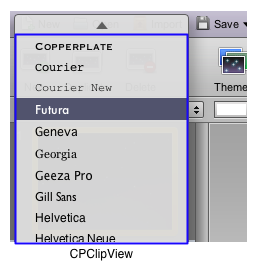 Save
COPPERPLATE
Courier
Courier New
Theme
Futura
Geneva
Georgia
Geeza Pro
Gill Sans
Helvetica
Helvetica Neue
CPClipView